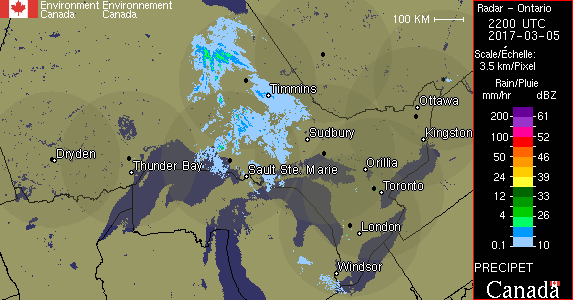 Environment Environnement
Canada Canada
100 KM
Timmins
Ottawa
Sudbury
Kingston
Dryden
Thunder Bay
Sault Ste. Marie
Orillia
Toronto
London
Windsor
Radar - Ontario
2200 UTC
2017-03-05
Scale/Échelle:
3.5 km/Pixel
Rain/Pluie
mm/hr dBZ
200 61
100 52
50 46
24 39
12 33
4 26
0.1 10
PRECIPET
Canada